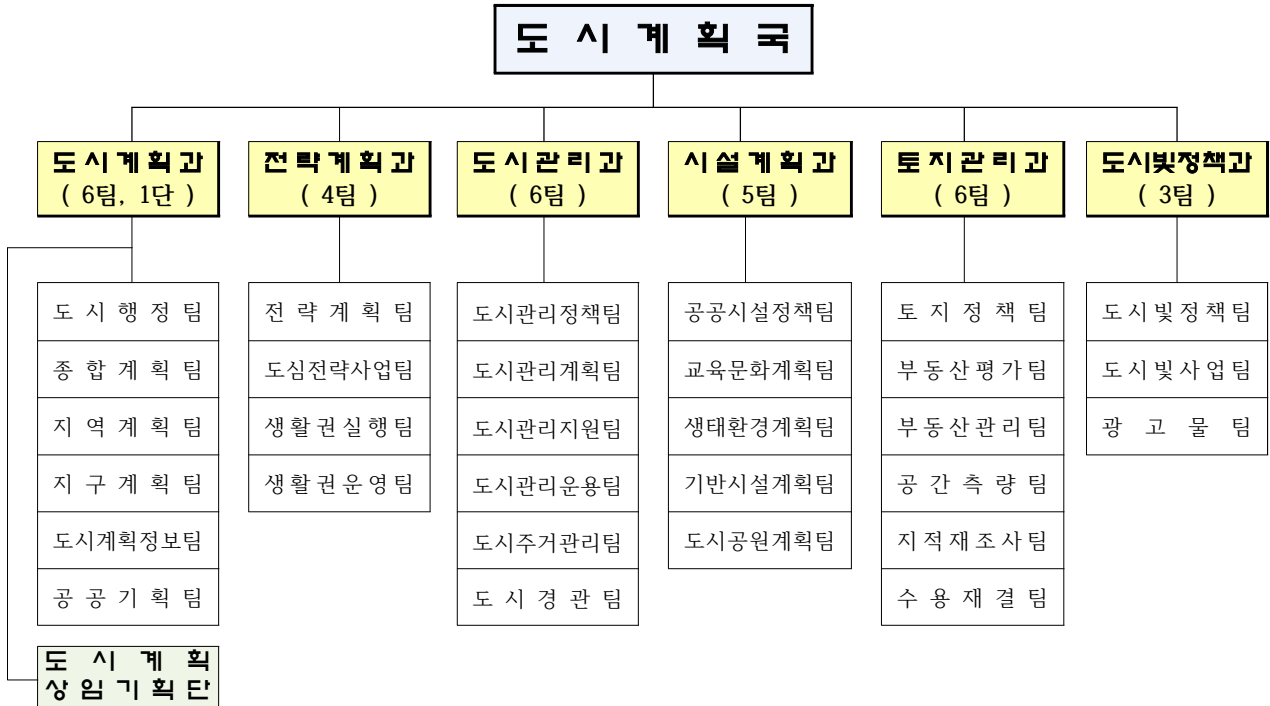 도 시 계 획 국
도시계획과
( 6팀, 1단 )
전략계획과
( 4팀 )
도시관리과
( 6팀 )
시설계획과
( 5팀 )
토지관리과
( 6팀 )
도시빛정책과
( 3팀 )
도시행정팀
종합계획팀
지역계획팀
지구계획팀
도시계획정보팀
공공기획팀
도시계획
상임기획단
전략계획팀
도심전략사업팀
생활권실행팀
생활권운영팀
도시관리정책팀
도시관리계획팀
도시관리지원팀
도시관리운용팀
도시주거관리팀
도시경관팀
공공시설정책팀
교육문화계획팀
생태환경계획팀
기반시설계획팀
도시공원계획팀
토지정책팀
부동산평가팀
부동산관리팀
공간측량팀
지적재조사팀
수용재결팀
도시빛정책팀
도시빛사업팀
광고물팀